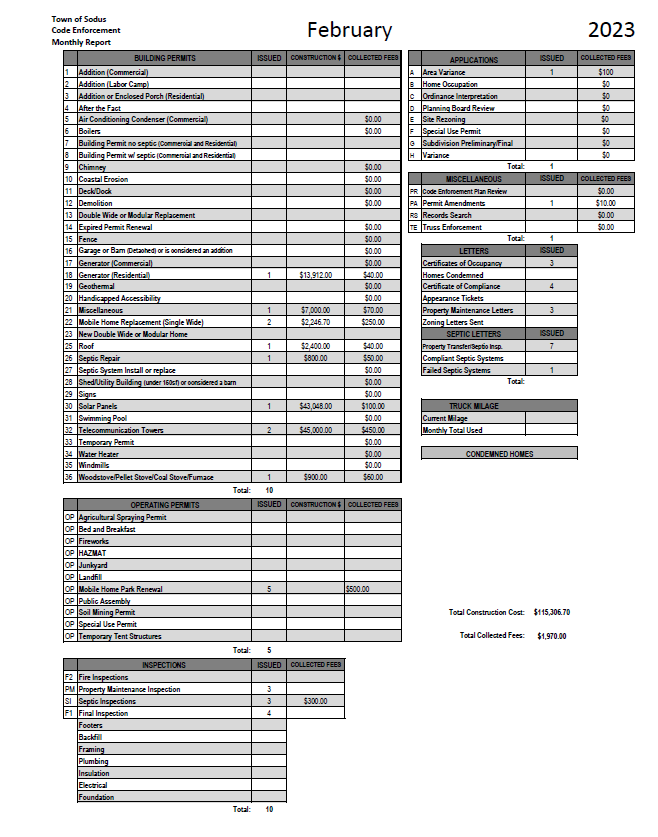 Town of Sodus
Code Enforcement
Monthly Report
February 2023
BUILDING PERMITS ISSUED CONSTRUCTION $ COLLECTED FEES
1 Addition (Commercial)
2 Addition (Labor Camp)
3 Addition or Enclosed Porch (Residential)
4 After the Fact
5 Air Conditioning Condenser (Commercial) $0.00
6 Boilers $0.00
7 Building Permit no septic (Commercial and Residential)
8 Building Permit w/ septic (Commercial and Residential)
9 Chimney $0.00
10 Coastal Erosion $0.00
11 Deck/Dock $0.00
12 Demolition $0.00
13 Double Wide or Modular Replacement
14 Expired Permit Renewal $0.00
15 Fence $0.00
16 Garage or Barn (Detached) or is considered an addition $0.00
17 Generator (Commercial) $0.00
18 Generator (Residential) 1 $13,912.00 $40.00
19 Geothermal $0.00
20 Handicapped Accessibility $0.00
21 Miscellaneous 1 $7,000.00 $70.00
22 Mobile Home Replacement (Single Wide) 2 $2,246.70 $250.00
23 New Double Wide or Modular Home
25 Roof 1 $2,400.00 $40.00
26 Septic Repair 1 $800.00 $50.00
27 Septic System Install or replace $0.00
28 Shed/Utility Building (under 160sf) or considered a barn $0.00
29 Signs $0.00
30 Solar Panels 1 $43,048.00 $100.00
31 Swimming Pool $0.00
32 Telecommunication Towers 2 $45,000.00 $450.00
33 Temporary Permit $0.00
34 Water Heater $0.00
35 Windmills $0.00
36 Woodstove/Pellet Stove/Coal Stove/Furnace 1 $900.00 $60.00
Total: 10
OPERATING PERMITS ISSUED CONSTRUCTION $ COLLECTED FEES
OP Agricultural Spraying Permit
OP Bed and Breakfast
OP Fireworks
OP HAZMAT
OP Junkyard
OP Landfill
OP Mobile Home Park Renewal 5 $500.00
OP Public Assembly
OP Soil Mining Permit
OP Special Use Permit
OP Temporary Tent Structures
Total: 5
INSPECTIONS ISSUED COLLECTED FEES
F2 Fire Inspections
PM Property Maintenance Inspection 3
SI Septic Inspections 3 $300.00
F1 Final Inspection 4
Footers
Backfill
Framing
Plumbing
Insulation
Electrical
Foundation
Total: 10
APPLICATIONS ISSUED COLLECTED FEES
A Area Variance 1 $100
B Home Occupation $0
C Ordinance Interpretation $0
D Planning Board Review $0
E Site Rezoning $0
F Special Use Permit $0
G Subdivision Preliminary/Final $0
H Variance $0
Total: 1
MISCELLANEOUS ISSUED COLLECTED FEES
PR Code Enforcement Plan Review $0.00
PA Permit Amendments 1 $10.00
RS Records Search $0.00
TE Truss Enforcement $0.00
Total: 1
LETTERS ISSUED
Certificates of Occupancy 3
Homes Condemned
Certificate of Compliance 4
Appearance Tickets
Property Maintenance Letters 3
Zoning Letters Sent
SEPTIC LETTERS ISSUED
Property Transfer/Septic Insp. 7
Compliant Septic Systems
Failed Septic Systems 1
Total:
TRUCK MILAGE
Current Milage
Monthly Total Used
CONDEMNED HOMES
Total Construction Cost: $115,306.70
Total Collected Fees: $1,970.00